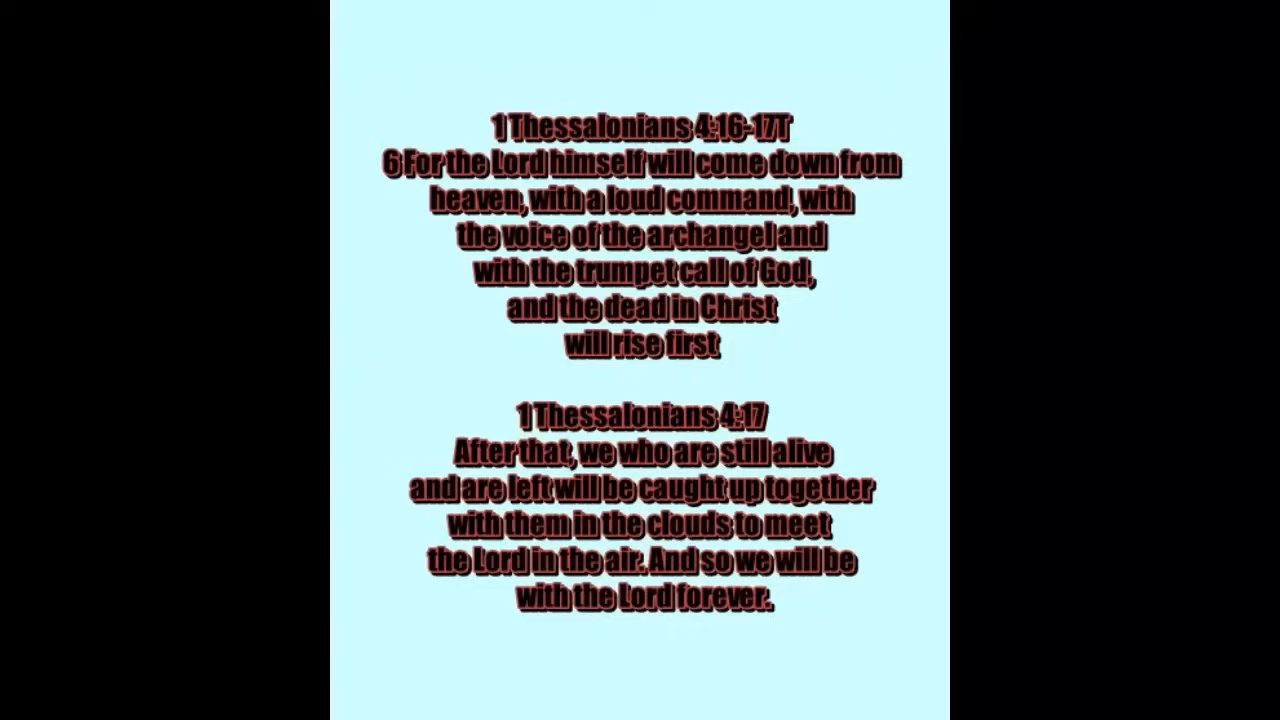 1 Thessalonians 4:16-17T
6 For the Lord himself will come down from
heaven, with a loud command, with
the voice of the archangel and
with the trumpet call of God,
and the dead in Christ
will rise first
1 Thessalonians 4:17
After that, we who are still alive
and are left will be caught up together
with them in the clouds to meet
the Lord in the air. And so we will be
with the Lord forever.